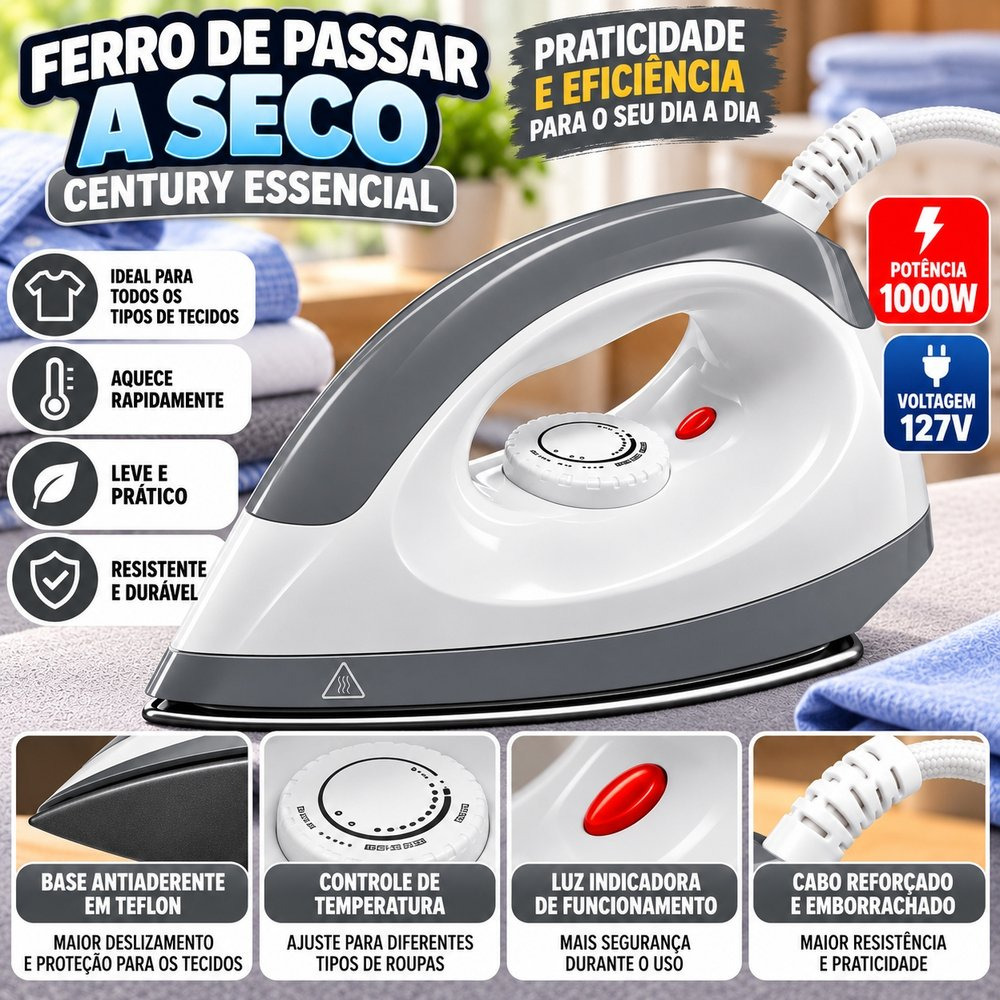 FERRO DE PASSAR
A SECO
CENTURY ESSENCIAL
PRATICIDADE
E EFICIÊNCIA
PARA O SEU DIA A DIA
IDEAL PARA
TODOS OS
TIPOS DE TECIDOS
AQUECE
RAPIDAMENTE
LEVE E
PRÁTICO
RESISTENTE
E DURÁVEL
POTÊNCIA
1000W
VOLTAGEM
127V
BASE ANTIADERENTE
EM TEFLON
MAIOR DESLIZAMENTO
E PROTEÇÃO PARA OS TECIDOS
CONTROLE DE
TEMPERATURA
AJUSTE PARA DIFERENTES
TIPOS DE ROUPAS
LUZ INDICADORA
DE FUNCIONAMENTO
MAIS SEGURANÇA
DURANTE O USO
CABO REFORÇADO
E EMBORRACHADO
MAIOR RESISTÊNCIA
E PRATICIDADE